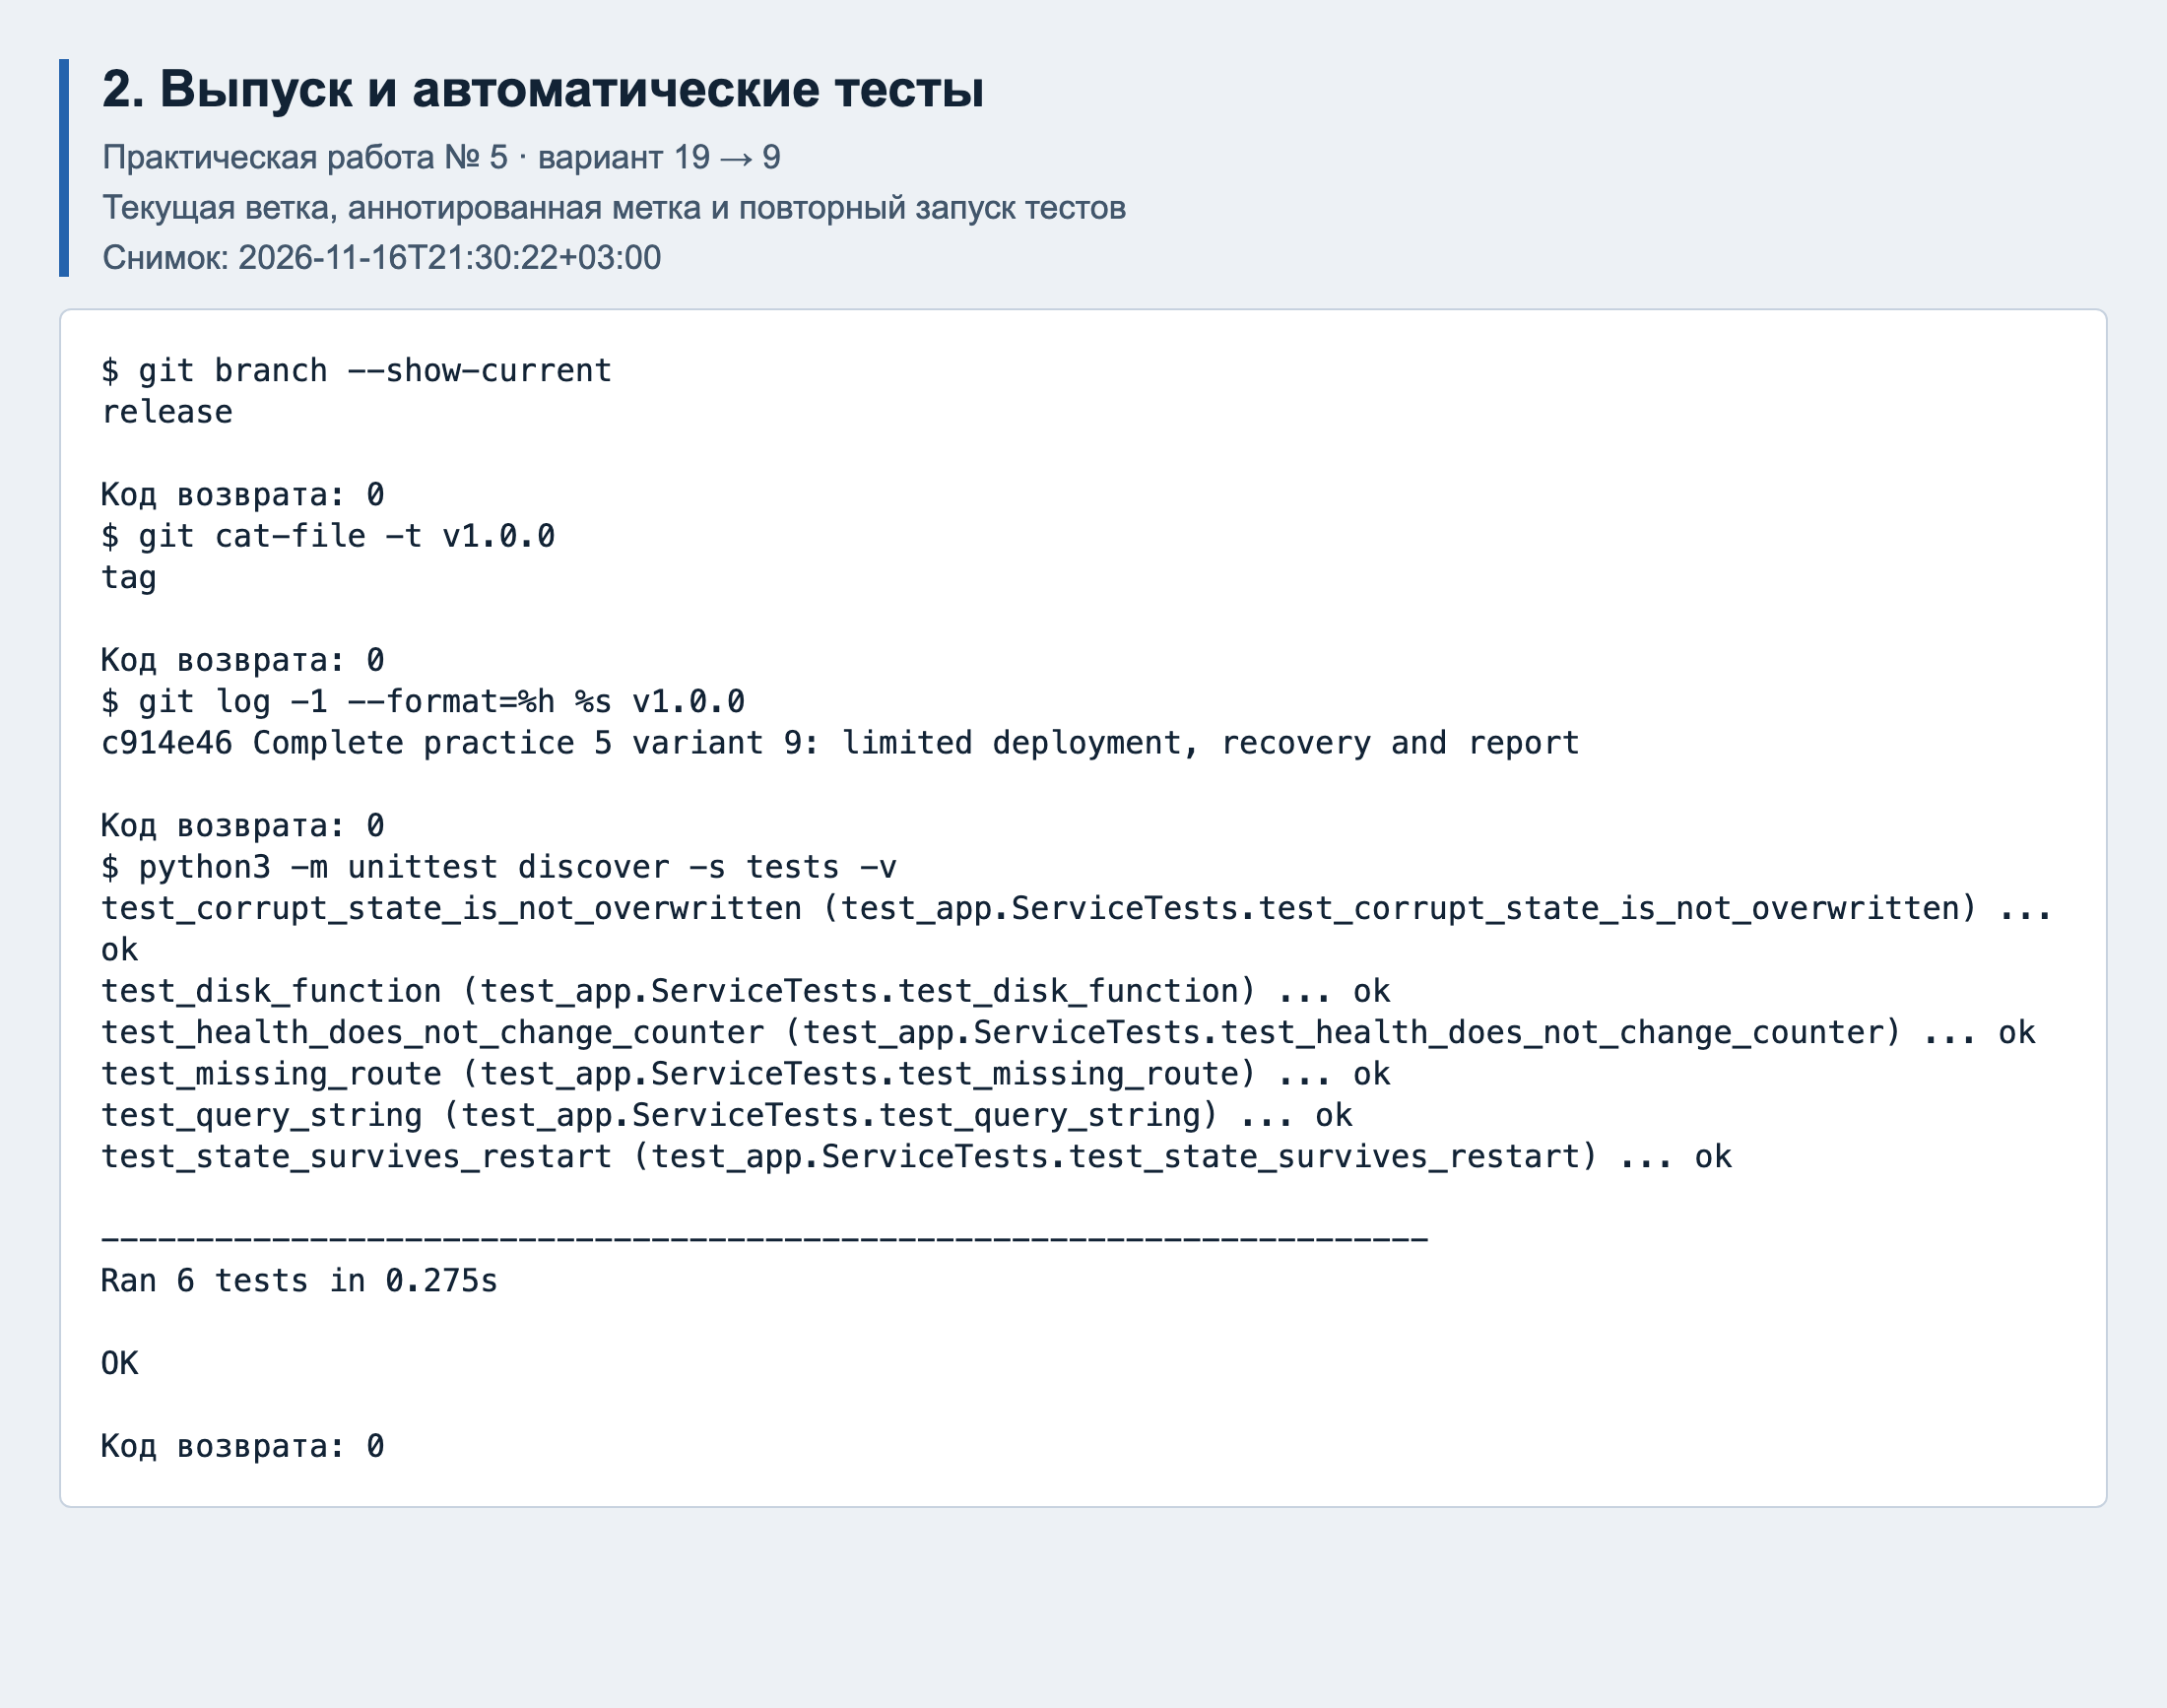 2. Выпуск и автоматические тесты
Практическая работа № 5 · вариант 19 → 9
Текущая ветка, аннотированная метка и повторный запуск тестов
Снимок: 2026-11-16T21:30:22+03:00
$ git branch --show-current
release
Код возврата: 0
$ git cat-file -t v1.0.0
tag
Код возврата: 0
$ git log -1 --format=%h %s v1.0.0
c914e46 Complete practice 5 variant 9: limited deployment, recovery and report
Код возврата: 0
$ python3 -m unittest discover -s tests -v
test_corrupt_state_is_not_overwritten (test_app.ServiceTests.test_corrupt_state_is_not_overwritten) ...
ok
test_disk_function (test_app.ServiceTests.test_disk_function) ... ok
test_health_does_not_change_counter (test_app.ServiceTests.test_health_does_not_change_counter) ... ok
test_missing_route (test_app.ServiceTests.test_missing_route) ... ok
test_query_string (test_app.ServiceTests.test_query_string) ... ok
test_state_survives_restart (test_app.ServiceTests.test_state_survives_restart) ... ok
----------------------------------------------------------------------
Ran 6 tests in 0.275s
OK
Код возврата: 0